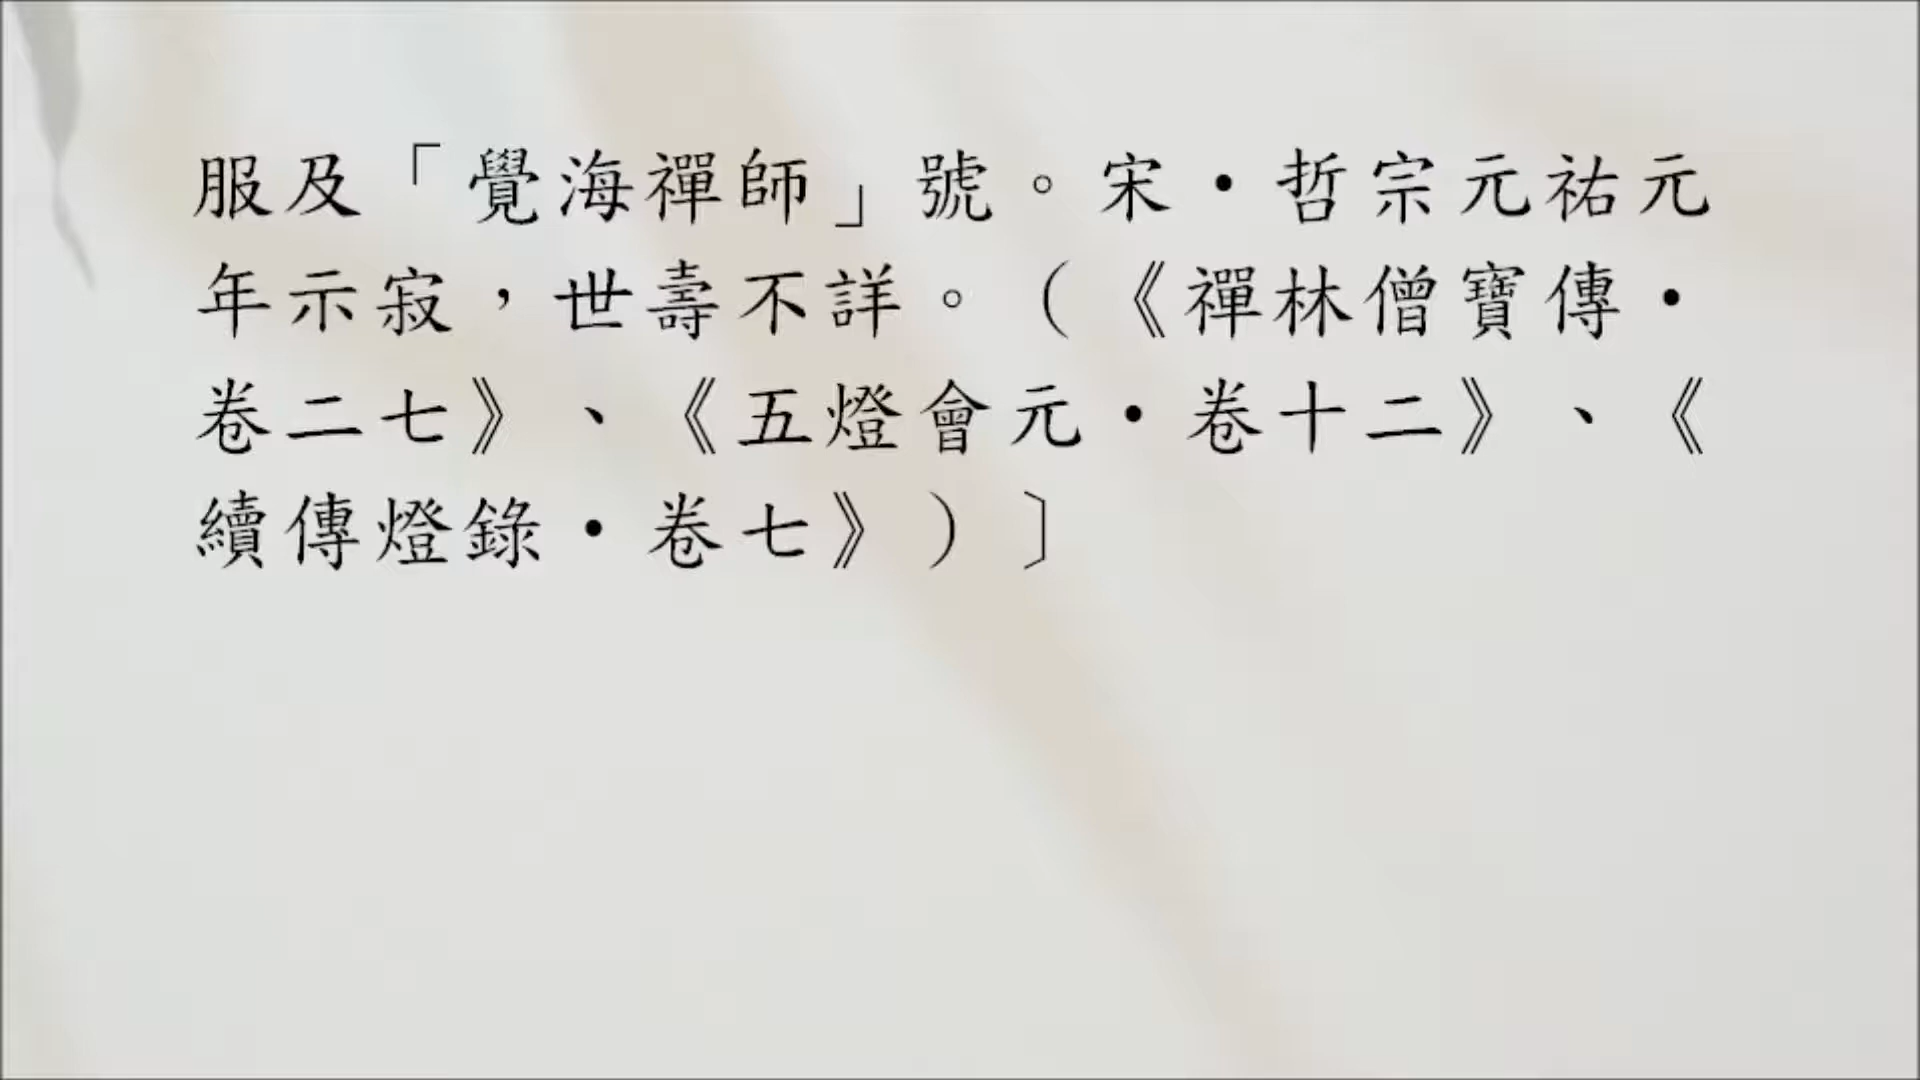 服及「覺海禪師」號。宋•哲宗元祐元
年示寂，世壽不詳。（《禪林僧寶傳•
卷二七》、《五燈會元•卷十二》、《
續傳燈錄•卷七》）〕